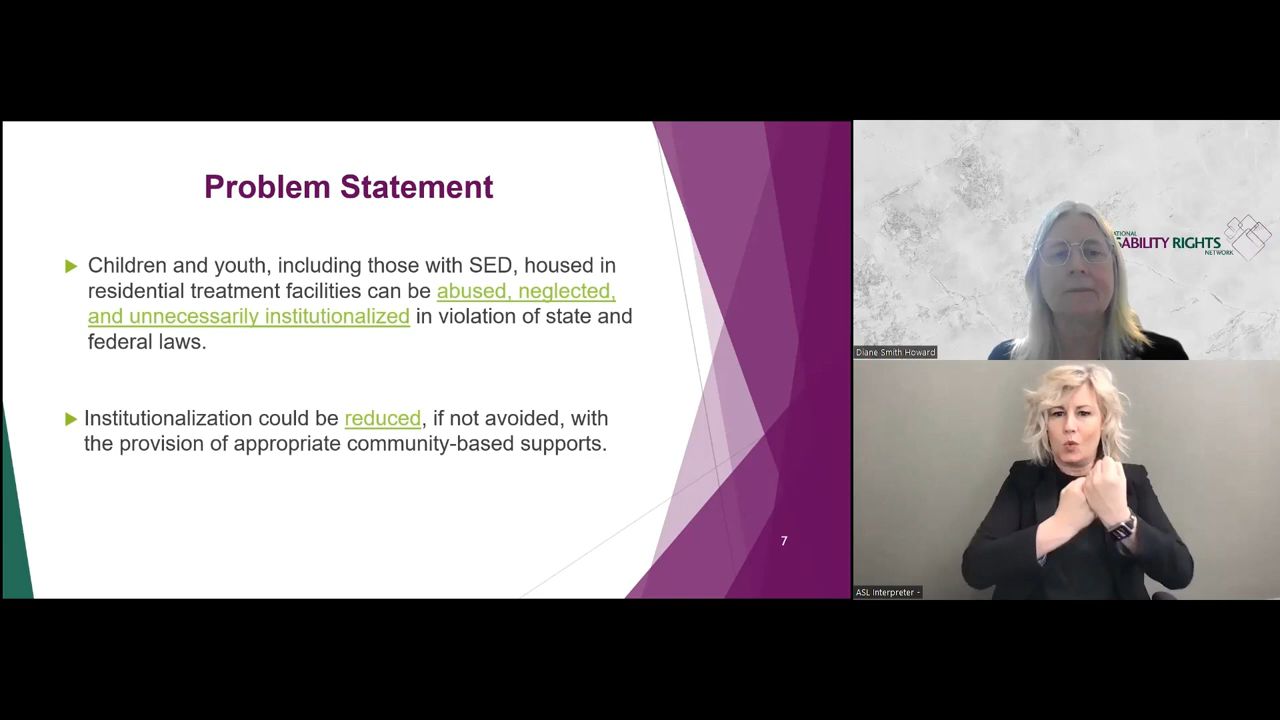 Problem Statement
Children and youth, including those with SED, housed in
residential treatment facilities can be abused, neglected,
and unnecessarily institutionalized in violation of state and
federal laws.
Institutionalization could be reduced, if not avoided, with
the provision of appropriate community-based supports.
7
ABILITY RIGHTS
NETWORK
Diane Smith Howard
ASL Interpreter -